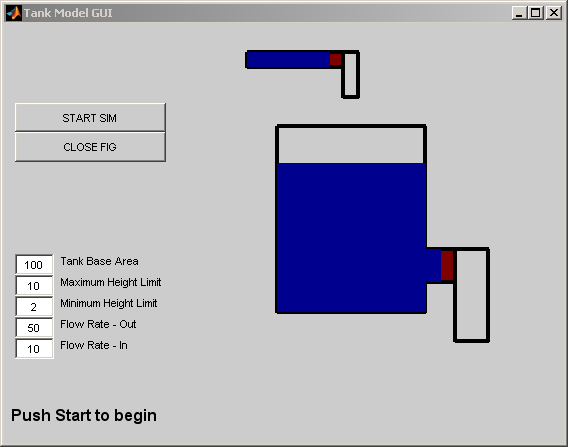 Tank Model GUI
START SIM
CLOSE FIG
100 Tank Base Area
10 Maximum Height Limit
2 Minimum Height Limit
50 Flow Rate - Out
10 Flow Rate - In
Push Start to begin